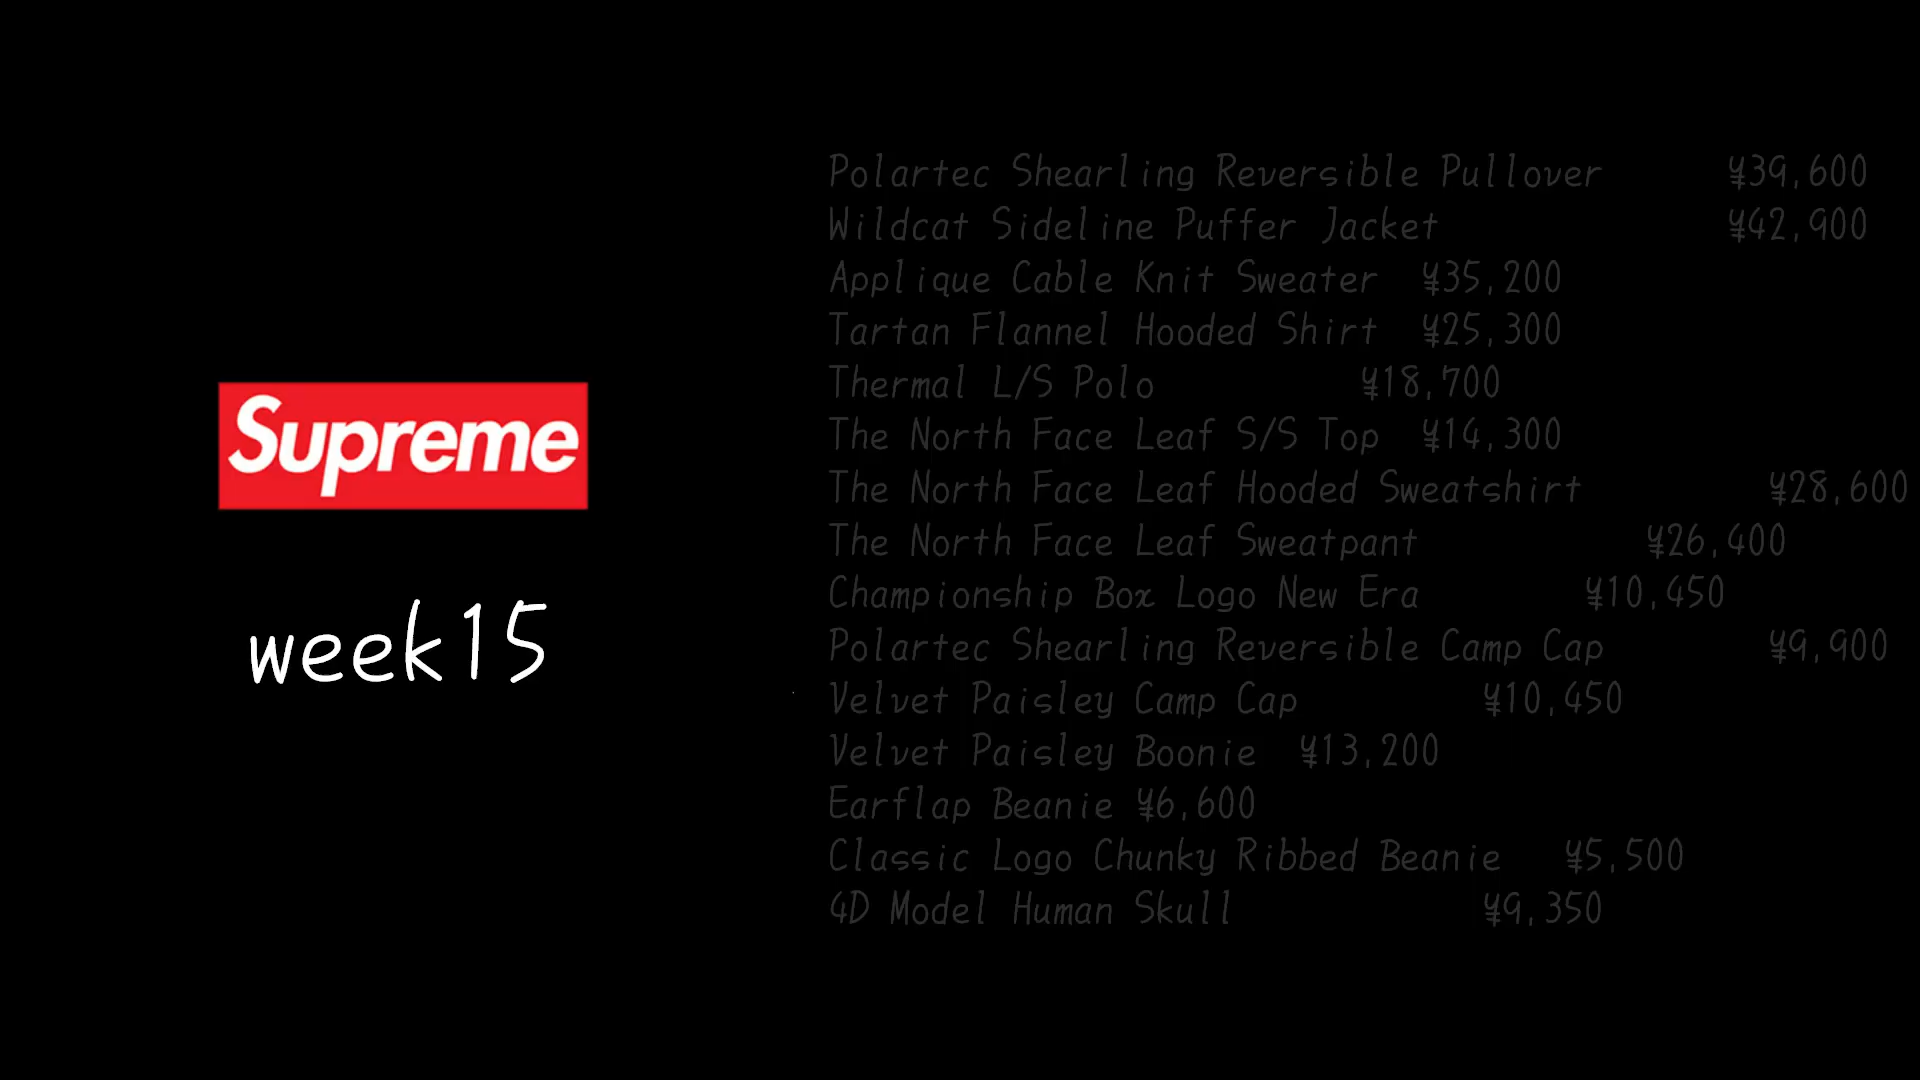 Supreme
week15
Polartec Shearling Reversible Pullover ¥39,600
Wildcat Sideline Puffer Jacket ¥42,900
Applique Cable Knit Sweater ¥35,200
Tartan Flannel Hooded Shirt ¥25,300
Thermal L/S Polo ¥18,700
The North Face Leaf S/S Top ¥14,300
The North Face Leaf Hooded Sweatshirt ¥28,600
The North Face Leaf Sweatpant ¥26,400
Championship Box Logo New Era ¥10,450
Polartec Shearling Reversible Camp Cap ¥9,900
Velvet Paisley Camp Cap ¥10,450
Velvet Paisley Boonie ¥13,200
Earflap Beanie ¥6,600
Classic Logo Chunky Ribbed Beanie ¥5,500
4D Model Human Skull ¥9,350